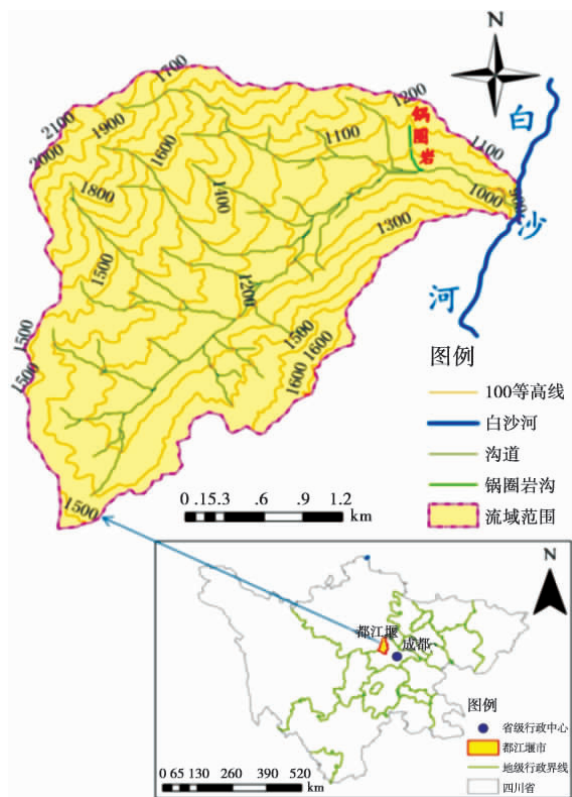 N
1700
1200
2100
1900
1100
1100
2000
1600
锅圈岩
白沙河
1800
1400
1000
900
1300
1500
1200
1500
1500
1600
1500
1600
1500
图例
100等高线
白沙河
沟道
锅圈岩沟
流域范围
0 .15.3 .6 .9 1.2
km
N
都江堰
成都
图例
省级行政中心
都江堰市
地级行政界线
四川省
0 65 130 260 390 520
km